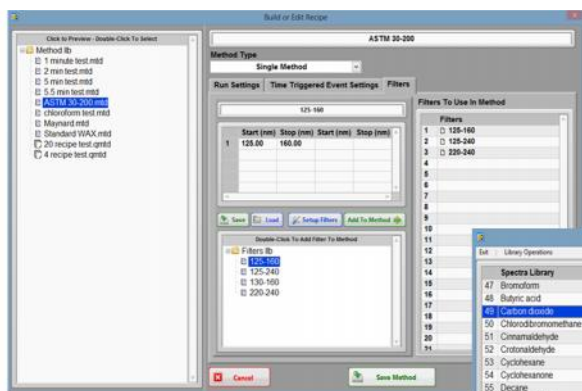 Build or Edit Recipe
Click to Preview - Double-Click To Select
Method lib
1 minute test.mtd
2 min test.mtd
5 min test.mtd
5.5 min test.mtd
ASTM 30-200.mtd
chloroform test.mtd
Maynard.mtd
Standard WAX.mtd
20 recipe test.qmtd
4 recipe test.qmtd
ASTM 30-200
Method Type
Single Method
Run Settings Time Triggered Event Settings Filters
125-160
Start (nm) Stop (nm) Start (nm) Stop (nm)
1 125.00 160.00
Save Load Setup Filters Add To Method
Double-Click To Add Filter To Method
Filters lib
125-160
125-240
130-160
220-240
Cancel Save Method
Filters To Use In Method
Filters
1 125-160
2 125-240
3 220-240
4
5
6
7
8
9
10
11
12
13
14
15
16
17
18
19
20
21
Exit Library Operations
Spectra Library
47 Bromoform
48 Butyric acid
49 Carbon dioxide
50 Chlorodibromomethane
51 Cinnamaldehyde
52 Crotonaldehyde
53 Cyclohexane
54 Cyclohexanone
55 Decane